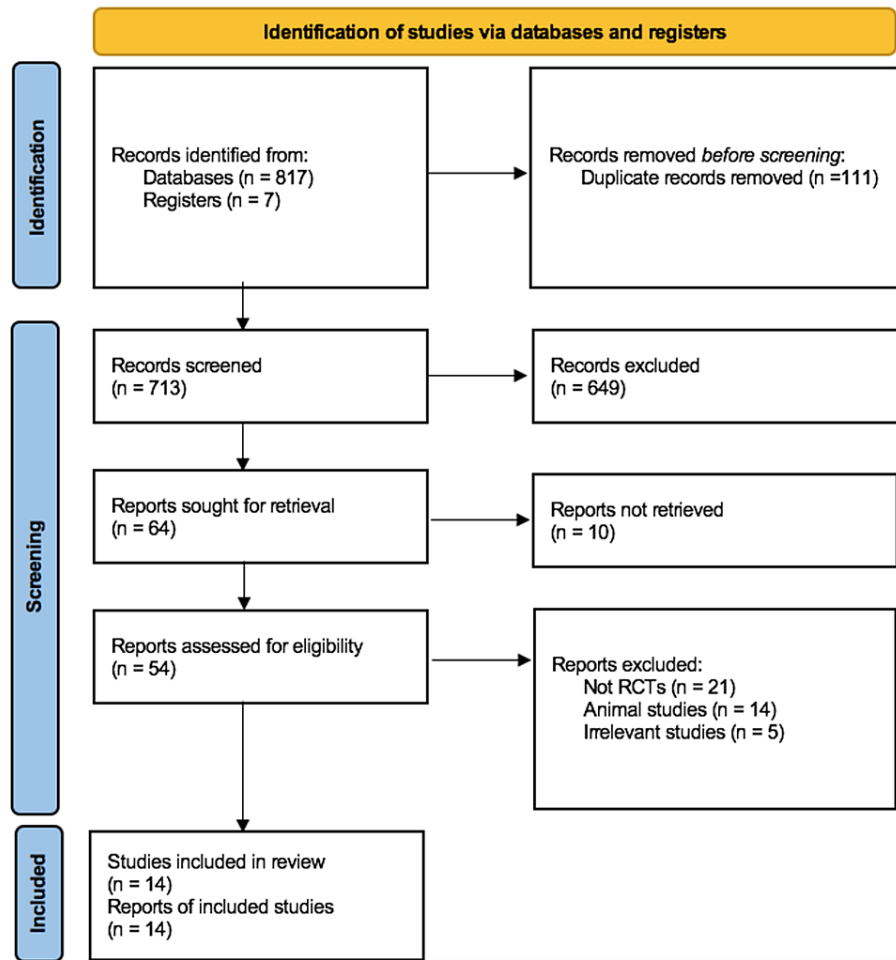 Identification of studies via databases and registers
Identification
Records identified from:
Databases (n = 817)
Registers (n = 7)
Records removed before screening:
Duplicate records removed (n =111)
Screening
Records screened
(n = 713)
Records excluded
(n = 649)
Reports sought for retrieval
(n = 64)
Reports not retrieved
(n = 10)
Reports assessed for eligibility
(n = 54)
Reports excluded:
Not RCTs (n = 21)
Animal studies (n = 14)
Irrelevant studies (n = 5)
Included
Studies included in review
(n = 14)
Reports of included studies
(n = 14)